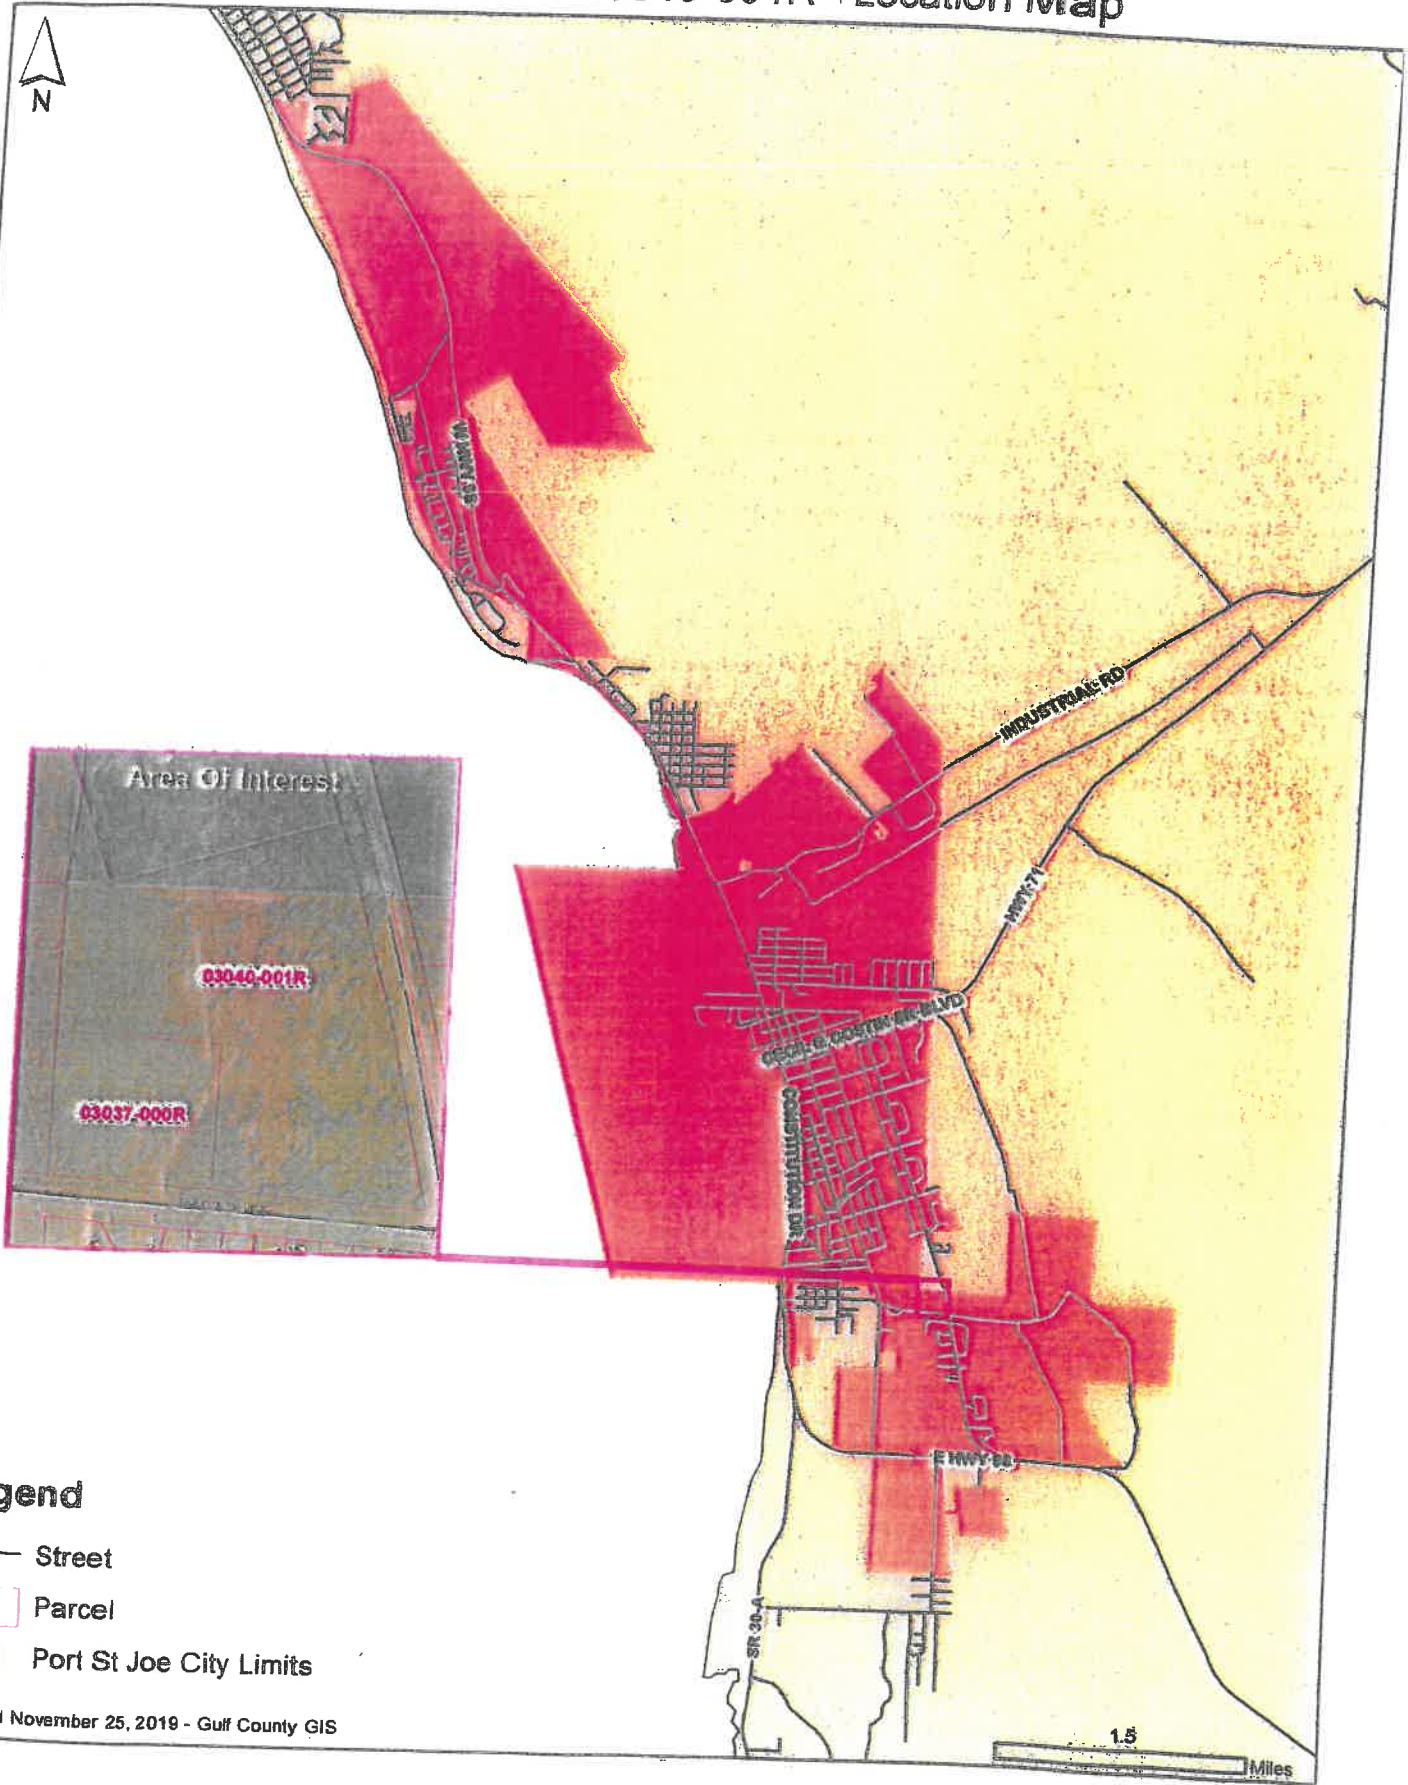 Location Map
N
W HWY 98
INDUSTRIAL RD
HWY 71
Area Of Interest
03040-001R
03037-000R
CECIL G COSTIN SR BLVD
CONSTITUTION DR
E HWY 98
SR 30-A
gend
Street
Parcel
Port St Joe City Limits
November 25, 2019 - Gulf County GIS
1.5
Miles